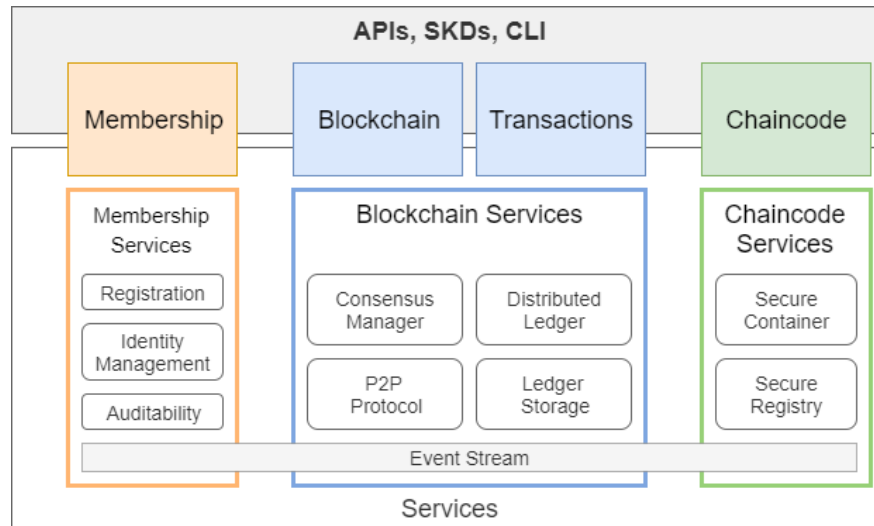 APIs, SKDs, CLI
Membership
Blockchain
Transactions
Chaincode
Membership
Services
Registration
Identity
Management
Auditability
Blockchain Services
Consensus
Manager
Distributed
Ledger
P2P
Protocol
Ledger
Storage
Chaincode
Services
Secure
Container
Secure
Registry
Event Stream
Services